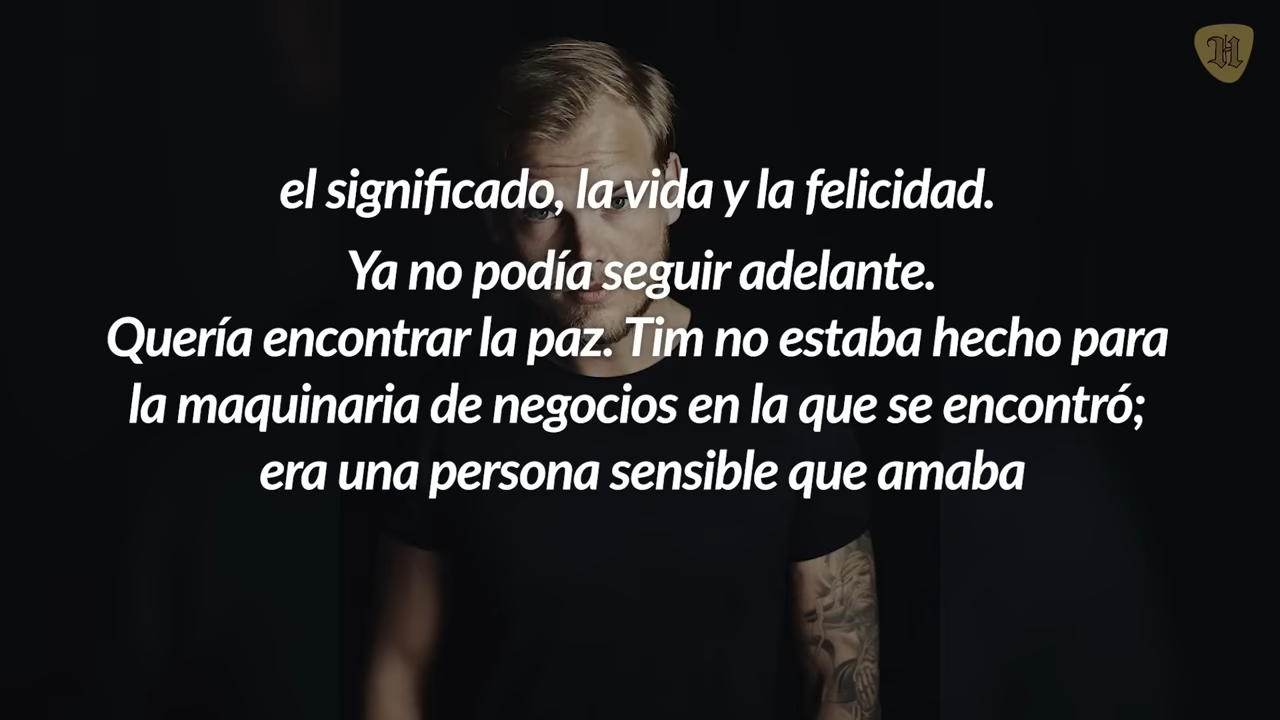 el significado, la vida y la felicidad.
Ya no podía seguir adelante.
Quería encontrar la paz. Tim no estaba hecho para
la maquinaria de negocios en la que se encontró;
era una persona sensible que amaba